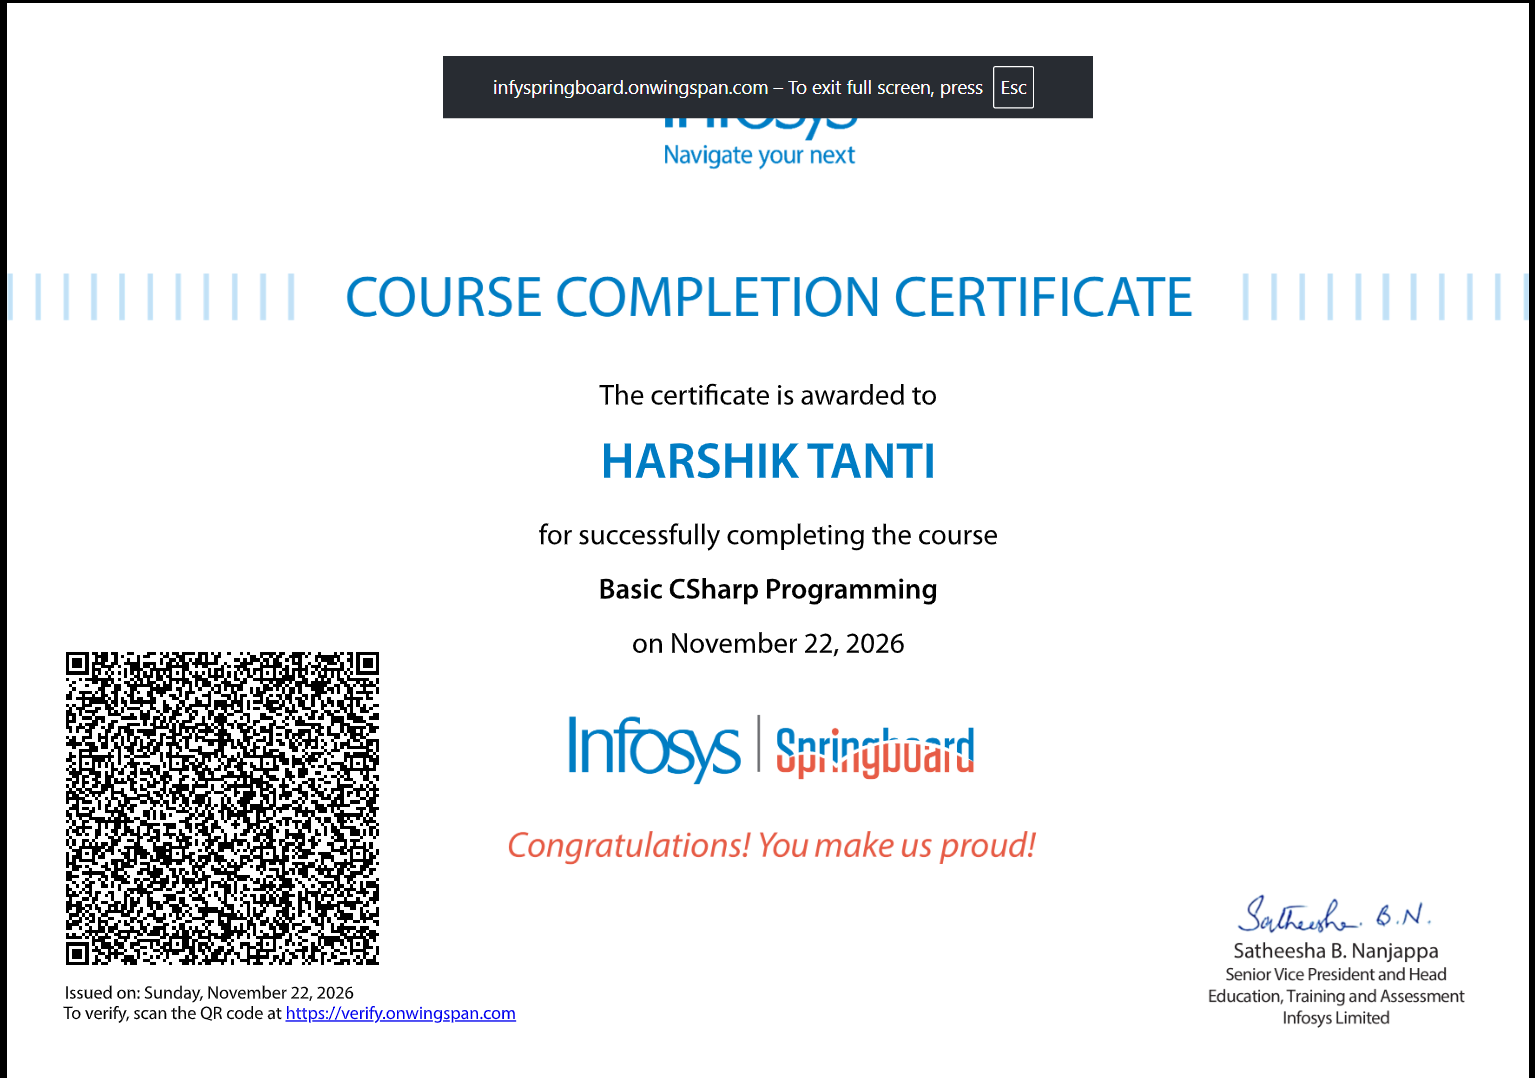 infyspringboard.onwingspan.com – To exit full screen, press Esc
Infosys
Navigate your next
COURSE COMPLETION CERTIFICATE
The certificate is awarded to
HARSHIK TANTI
for successfully completing the course
Basic CSharp Programming
on November 22, 2026
Infosys | Springboard
Congratulations! You make us proud!
Satheesha B.N.
Satheesha B. Nanjappa
Senior Vice President and Head
Education, Training and Assessment
Infosys Limited
Issued on: Sunday, November 22, 2026
To verify, scan the QR code at https://verify.onwingspan.com